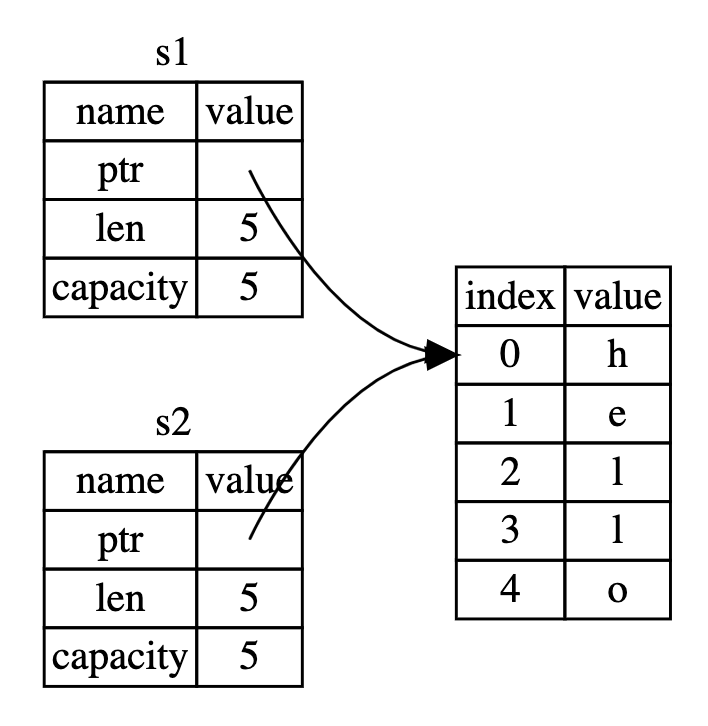 s1
name value
ptr
len 5
capacity 5
s2
name value
ptr
len 5
capacity 5
index value
0 h
1 e
2 l
3 l
4 o